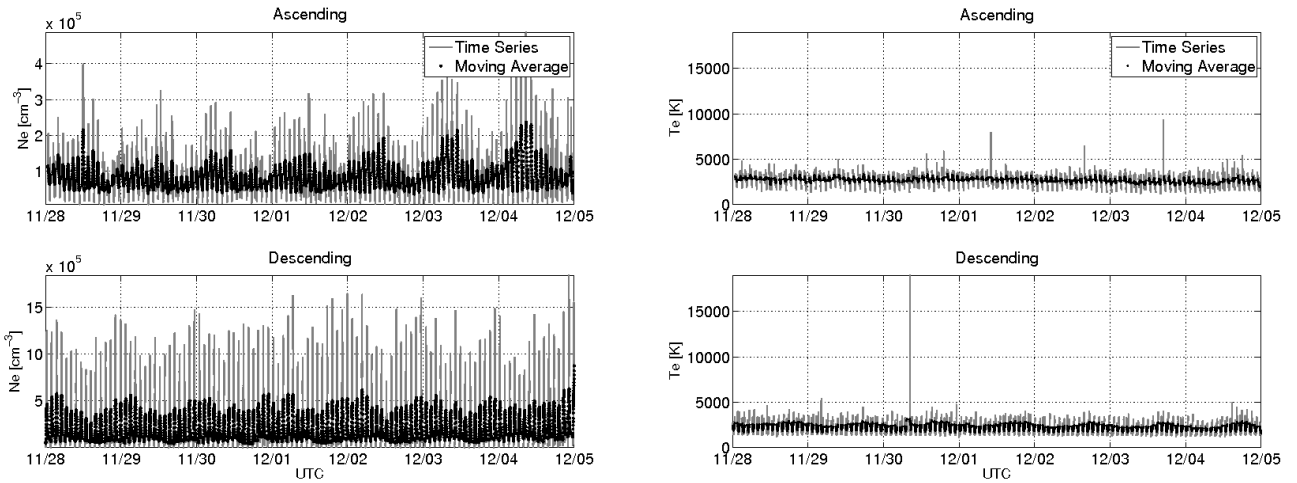 Ascending
x 10^5
Time Series
Moving Average
4
3
2
1
Ne [cm^-3]
11/28 11/29 11/30 12/01 12/02 12/03 12/04 12/05
Ascending
Time Series
Moving Average
15000
10000
5000
0
Te [K]
11/28 11/29 11/30 12/01 12/02 12/03 12/04 12/05
Descending
x 10^5
15
10
5
Ne [cm^-3]
11/28 11/29 11/30 12/01 12/02 12/03 12/04 12/05
UTC
Descending
15000
10000
5000
0
Te [K]
11/28 11/29 11/30 12/01 12/02 12/03 12/04 12/05
UTC